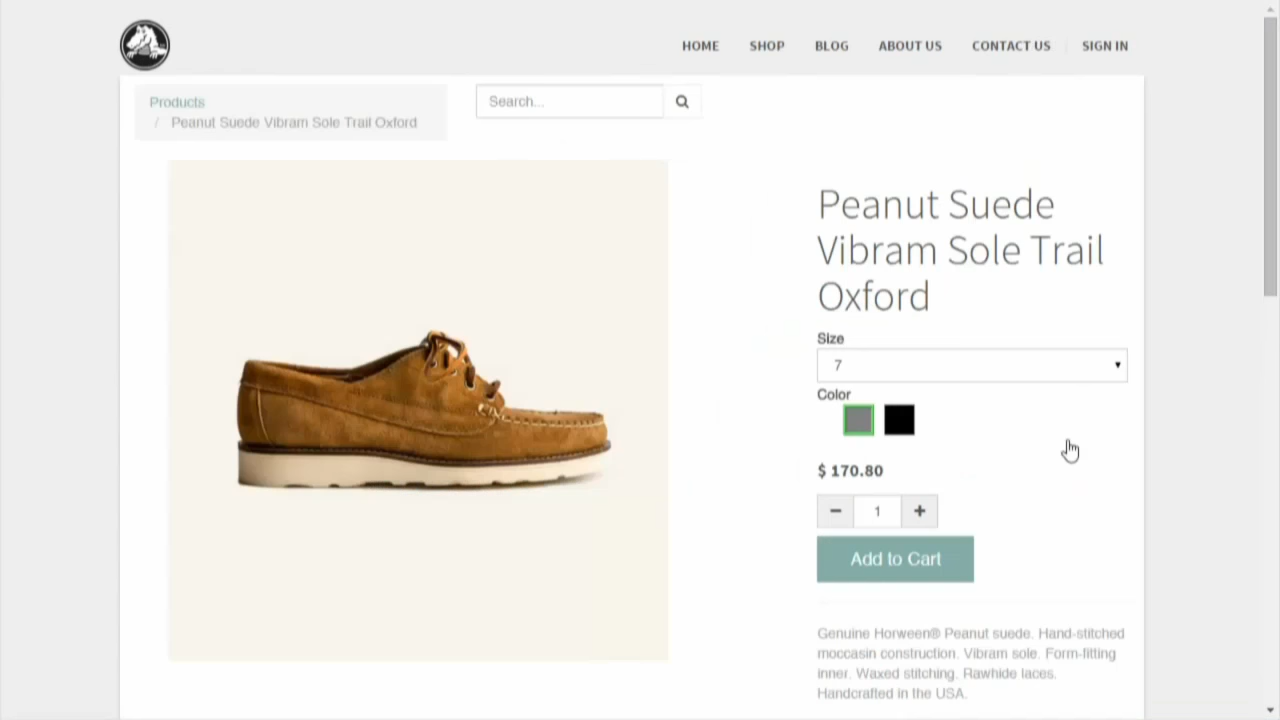 HOME SHOP BLOG ABOUT US CONTACT US SIGN IN
Products
/ Peanut Suede Vibram Sole Trail Oxford
Search...
Peanut Suede
Vibram Sole Trail
Oxford
Size
7
Color
$ 170.80
1
Add to Cart
Genuine Horween® Peanut suede. Hand-stitched
moccasin construction. Vibram sole. Form-fitting
inner. Waxed stitching. Rawhide laces.
Handcrafted in the USA.